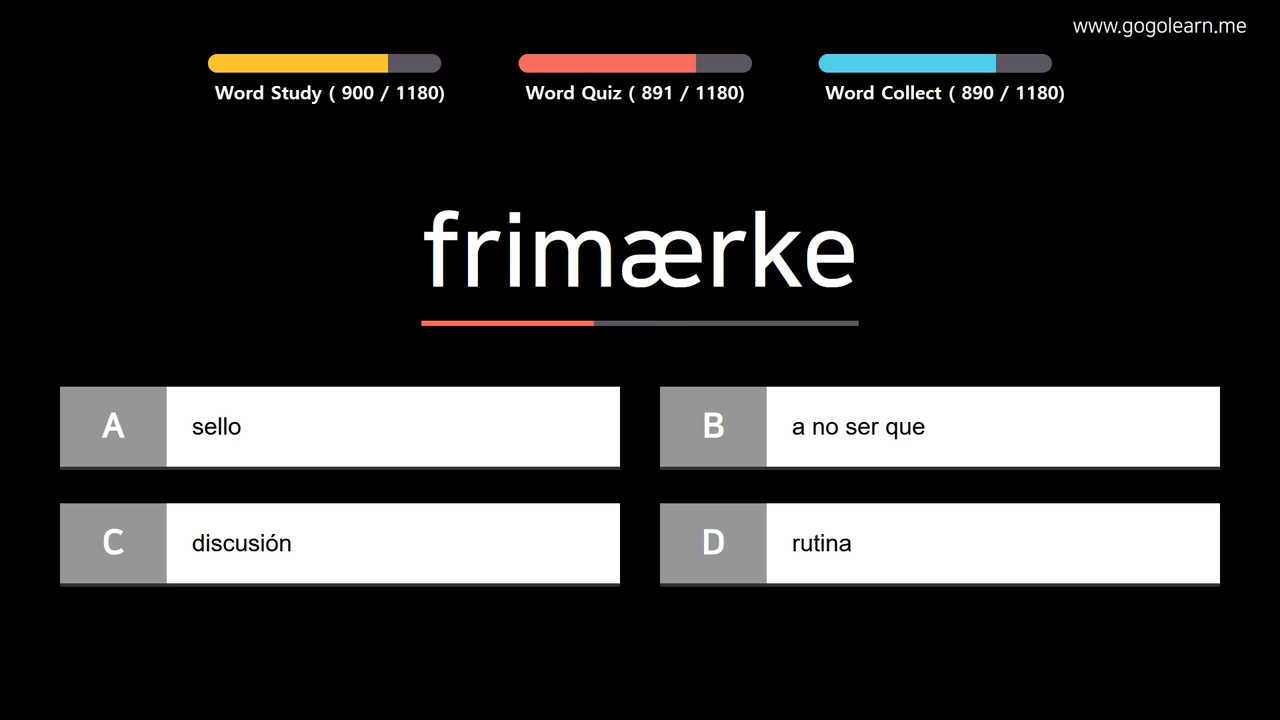 www.gogolearn.me
Word Study ( 900 / 1180)
Word Quiz ( 891 / 1180)
Word Collect ( 890 / 1180)
frimærke
A sello
B a no ser que
C discusión
D rutina